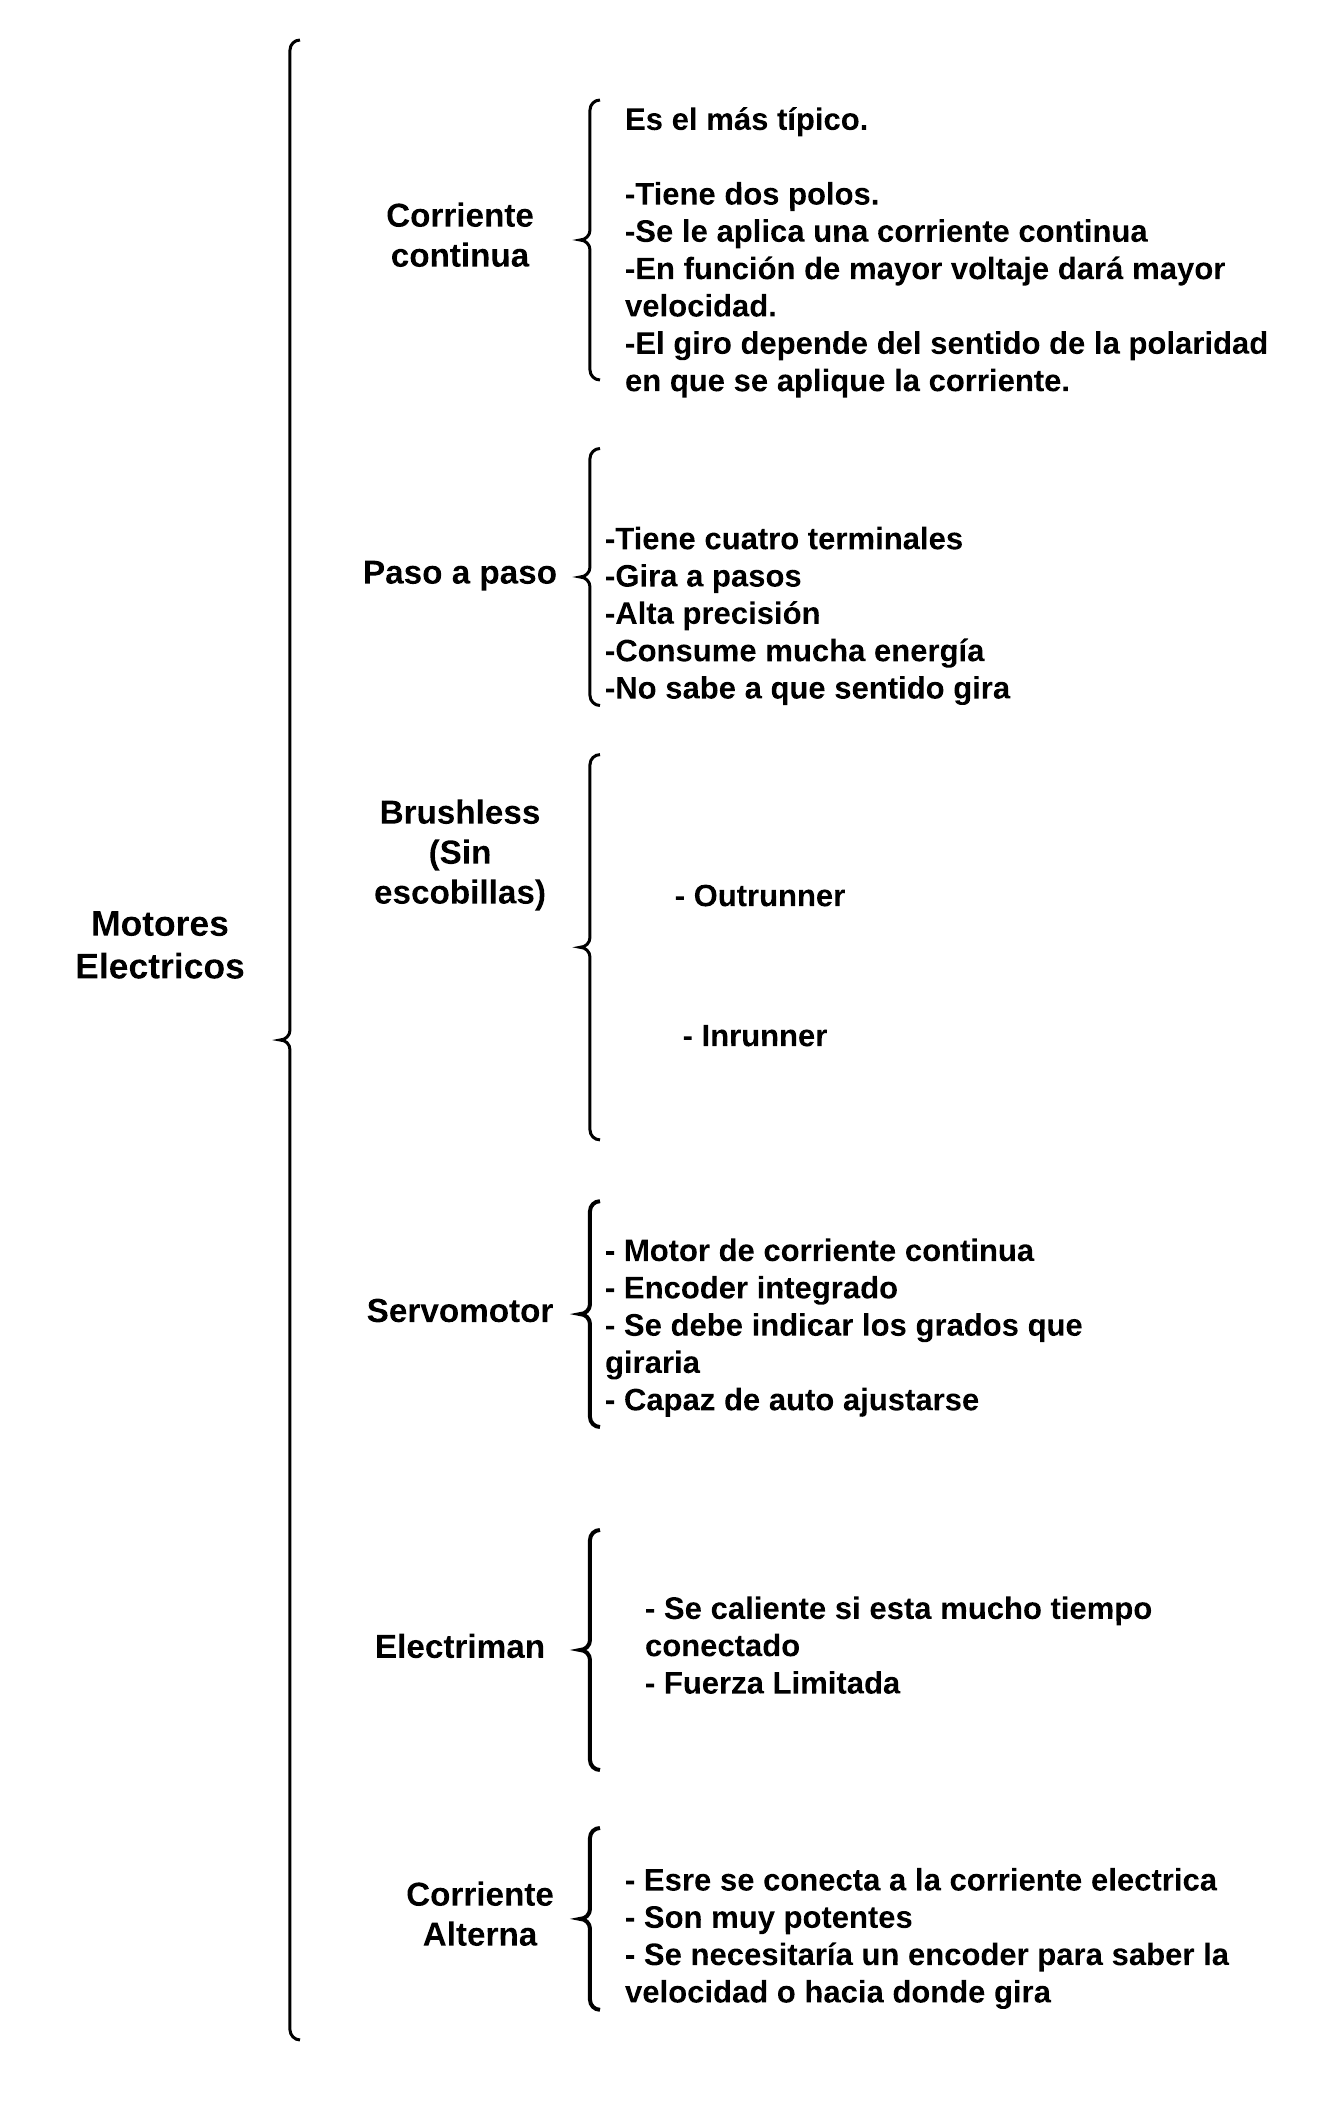 Motores
Electricos
Corriente
continua
Es el más típico.
-Tiene dos polos.
-Se le aplica una corriente continua
-En función de mayor voltaje dará mayor
velocidad.
-El giro depende del sentido de la polaridad
en que se aplique la corriente.
Paso a paso
-Tiene cuatro terminales
-Gira a pasos
-Alta precisión
-Consume mucha energía
-No sabe a que sentido gira
Brushless
(Sin
escobillas)
- Outrunner
- Inrunner
Servomotor
- Motor de corriente continua
- Encoder integrado
- Se debe indicar los grados que
giraria
- Capaz de auto ajustarse
Electriman
- Se caliente si esta mucho tiempo
conectado
- Fuerza Limitada
Corriente
Alterna
- Esre se conecta a la corriente electrica
- Son muy potentes
- Se necesitaría un encoder para saber la
velocidad o hacia donde gira